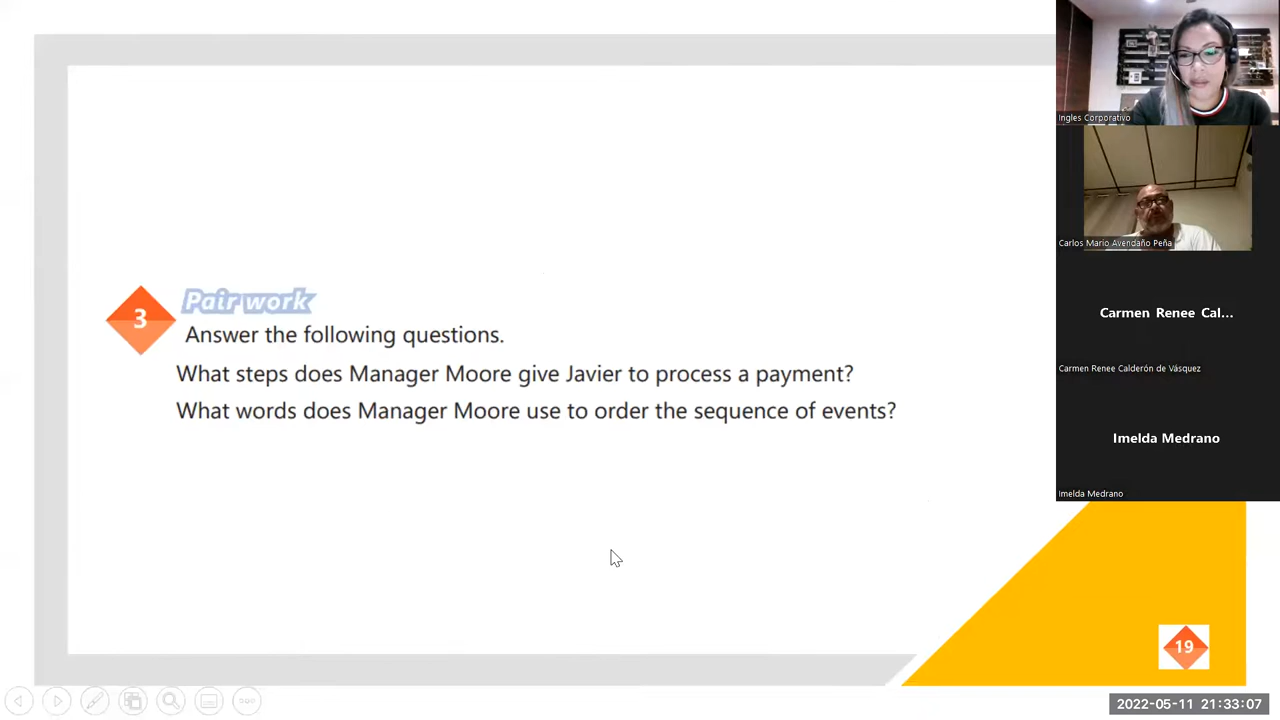 Pair work
3
Answer the following questions.
What steps does Manager Moore give Javier to process a payment?
What words does Manager Moore use to order the sequence of events?
19
Ingles Corporativo
Carlos Mario Avendaño Peña
Carmen Renee Cal...
Carmen Renee Calderón de Vásquez
Imelda Medrano
Imelda Medrano
2022-05-11 21:33:07